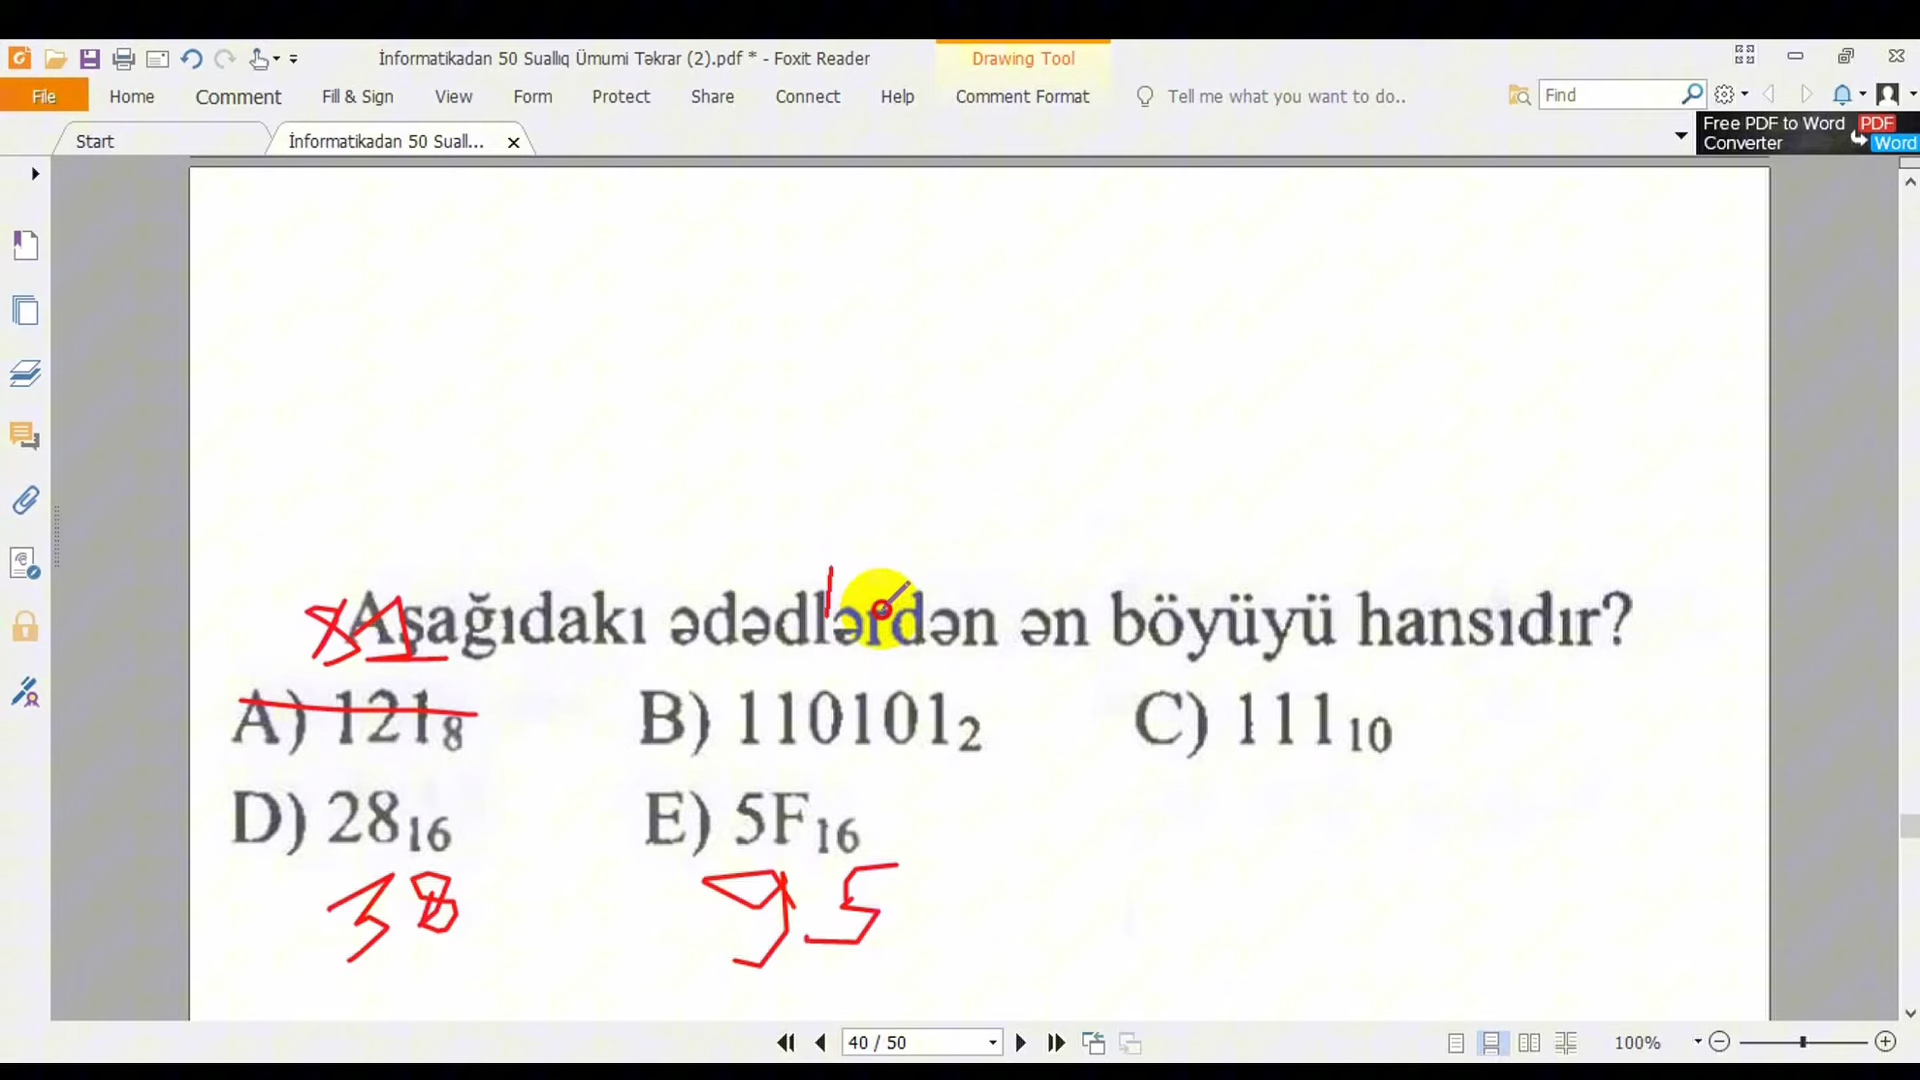 İnformatikadan 50 Suallıq Ümumi Təkrar (2).pdf * - Foxit Reader
Drawing Tool
File Home Comment Fill & Sign View Form Protect Share Connect Help Comment Format Tell me what you want to do.. Find
Start İnformatikadan 50 Suall...
Free PDF to Word PDF
Converter Word
81
Aşağıdakı ədədlərdən ən böyüyü hansıdır?
A) 121₈ B) 110101₂ C) 111₁₀
D) 28₁₆ E) 5F₁₆
38 95
40 / 50 100%